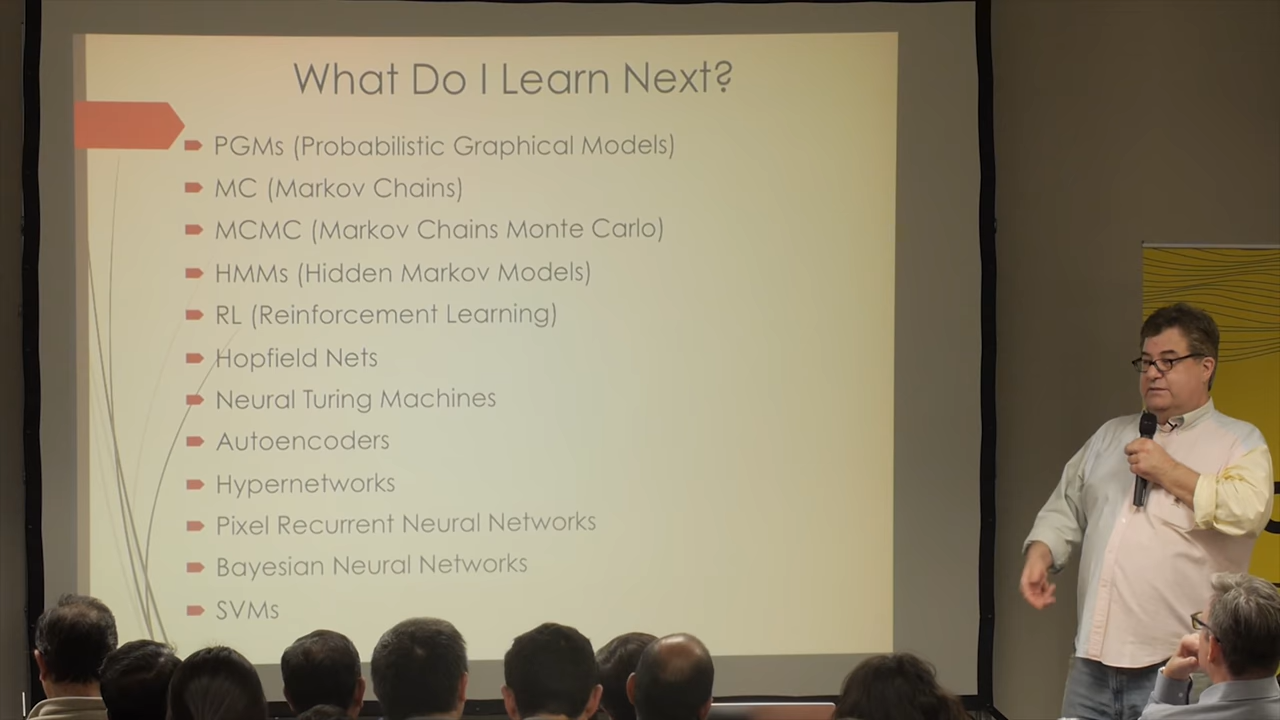 What Do I Learn Next?
PGMs (Probabilistic Graphical Models)
MC (Markov Chains)
MCMC (Markov Chains Monte Carlo)
HMMs (Hidden Markov Models)
RL (Reinforcement Learning)
Hopfield Nets
Neural Turing Machines
Autoencoders
Hypernetworks
Pixel Recurrent Neural Networks
Bayesian Neural Networks
SVMs